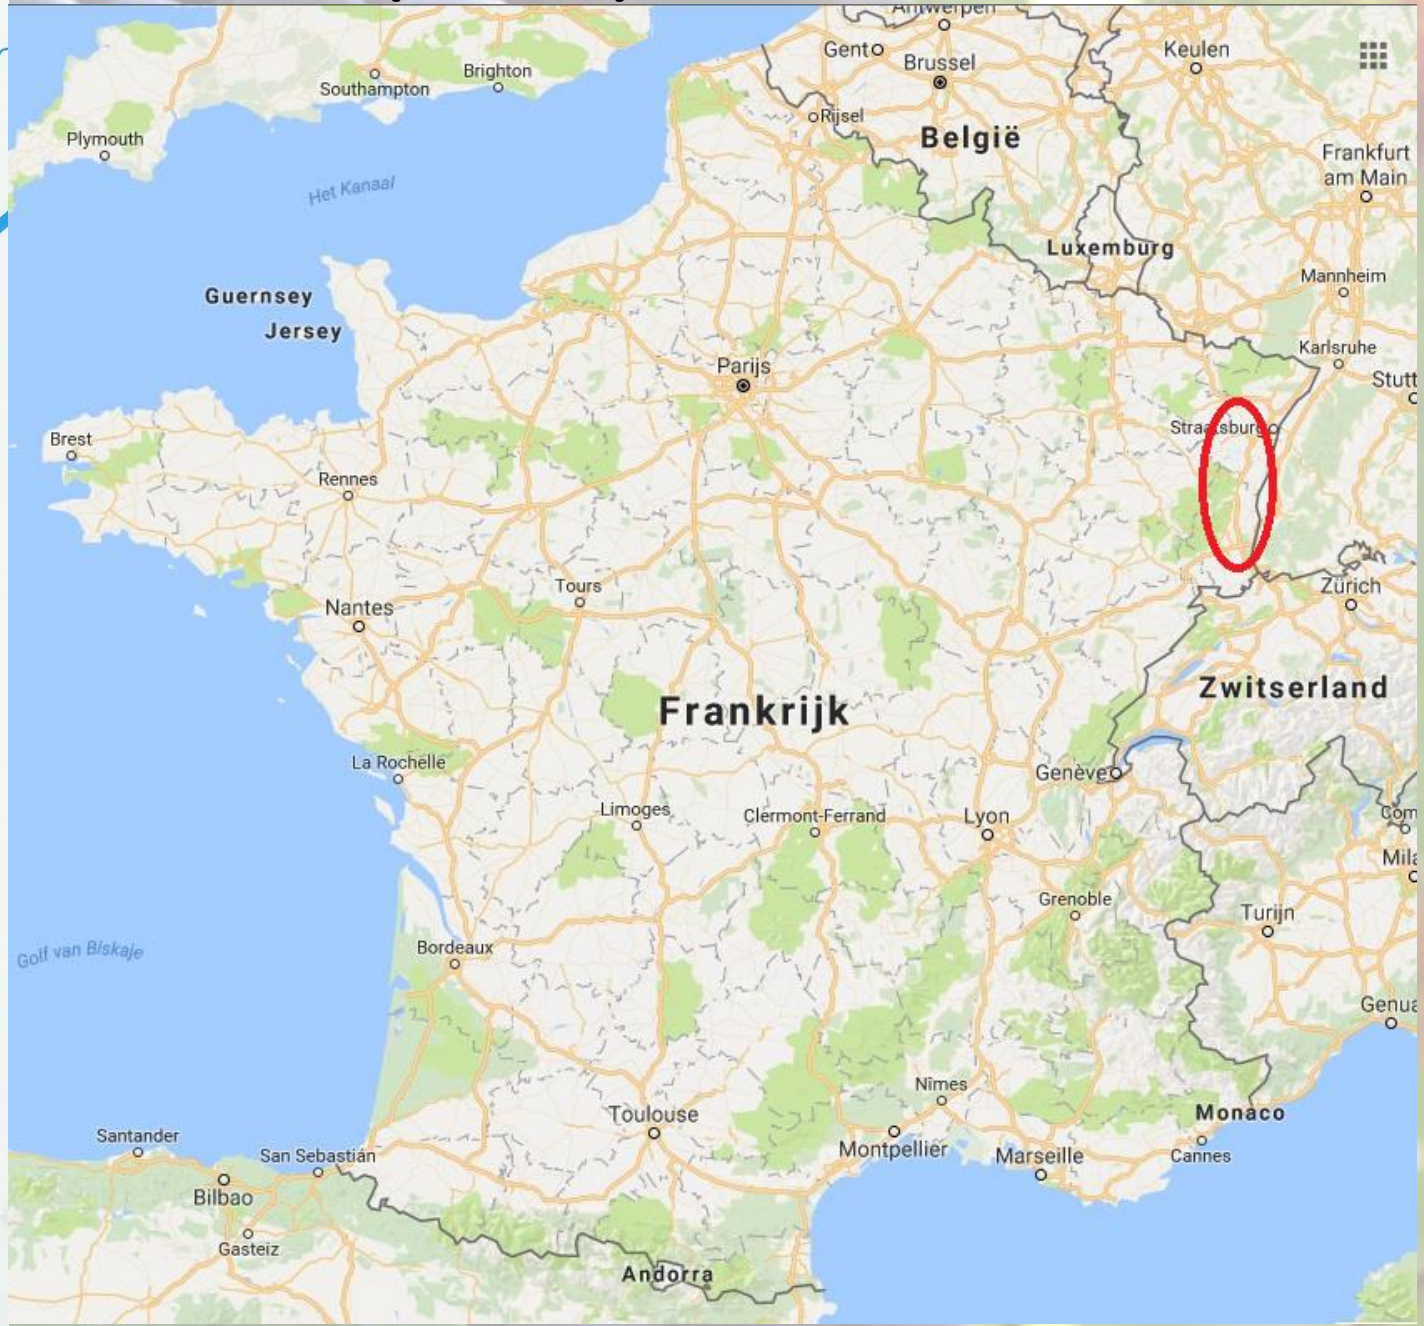 Antwerpen
Gent
Brussel
Keulen
Southampton
Brighton
Plymouth
Rijsel
België
Frankfurt
am Main
Het Kanaal
Luxemburg
Guernsey
Jersey
Mannheim
Karlsruhe
Parijs
Stutt
Straatsburg
Brest
Rennes
Tours
Nantes
Zürich
Frankrijk
Zwitserland
La Rochelle
Genève
Limoges
Clermont-Ferrand
Lyon
Com
Mila
Grenoble
Turijn
Golf van Biskaje
Bordeaux
Genua
Nîmes
Toulouse
Monaco
Santander
San Sebastián
Montpellier
Marseille
Cannes
Bilbao
Gasteiz
Andorra